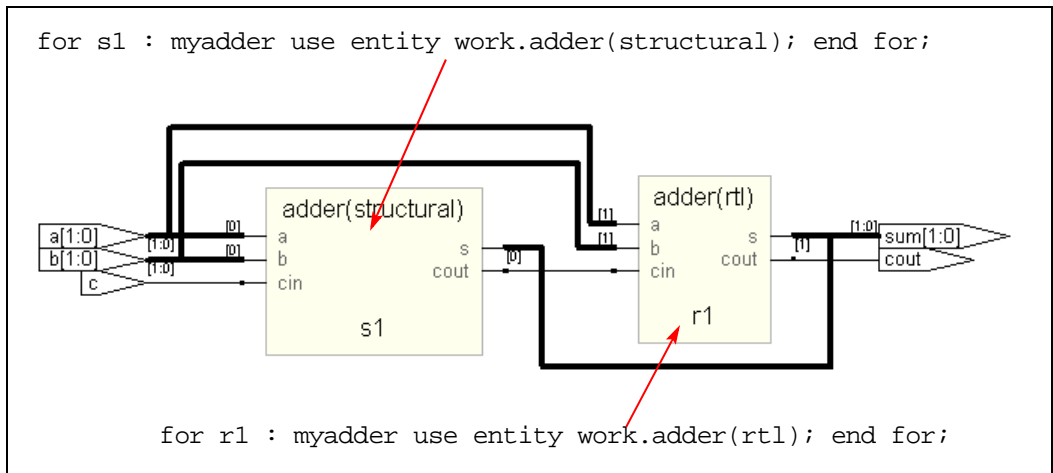 for s1 : myadder use entity work.adder(structural); end for;
adder(structural)
adder(rtl)
a[1:0]
b[1:0]
c
[1:0]
[1:0]
[0]
[0]
a
b
cin
s
cout
s1
[0]
[1]
[1]
a
b
cin
s
cout
r1
[1:0]
[1]
sum[1:0]
cout
for r1 : myadder use entity work.adder(rtl); end for;